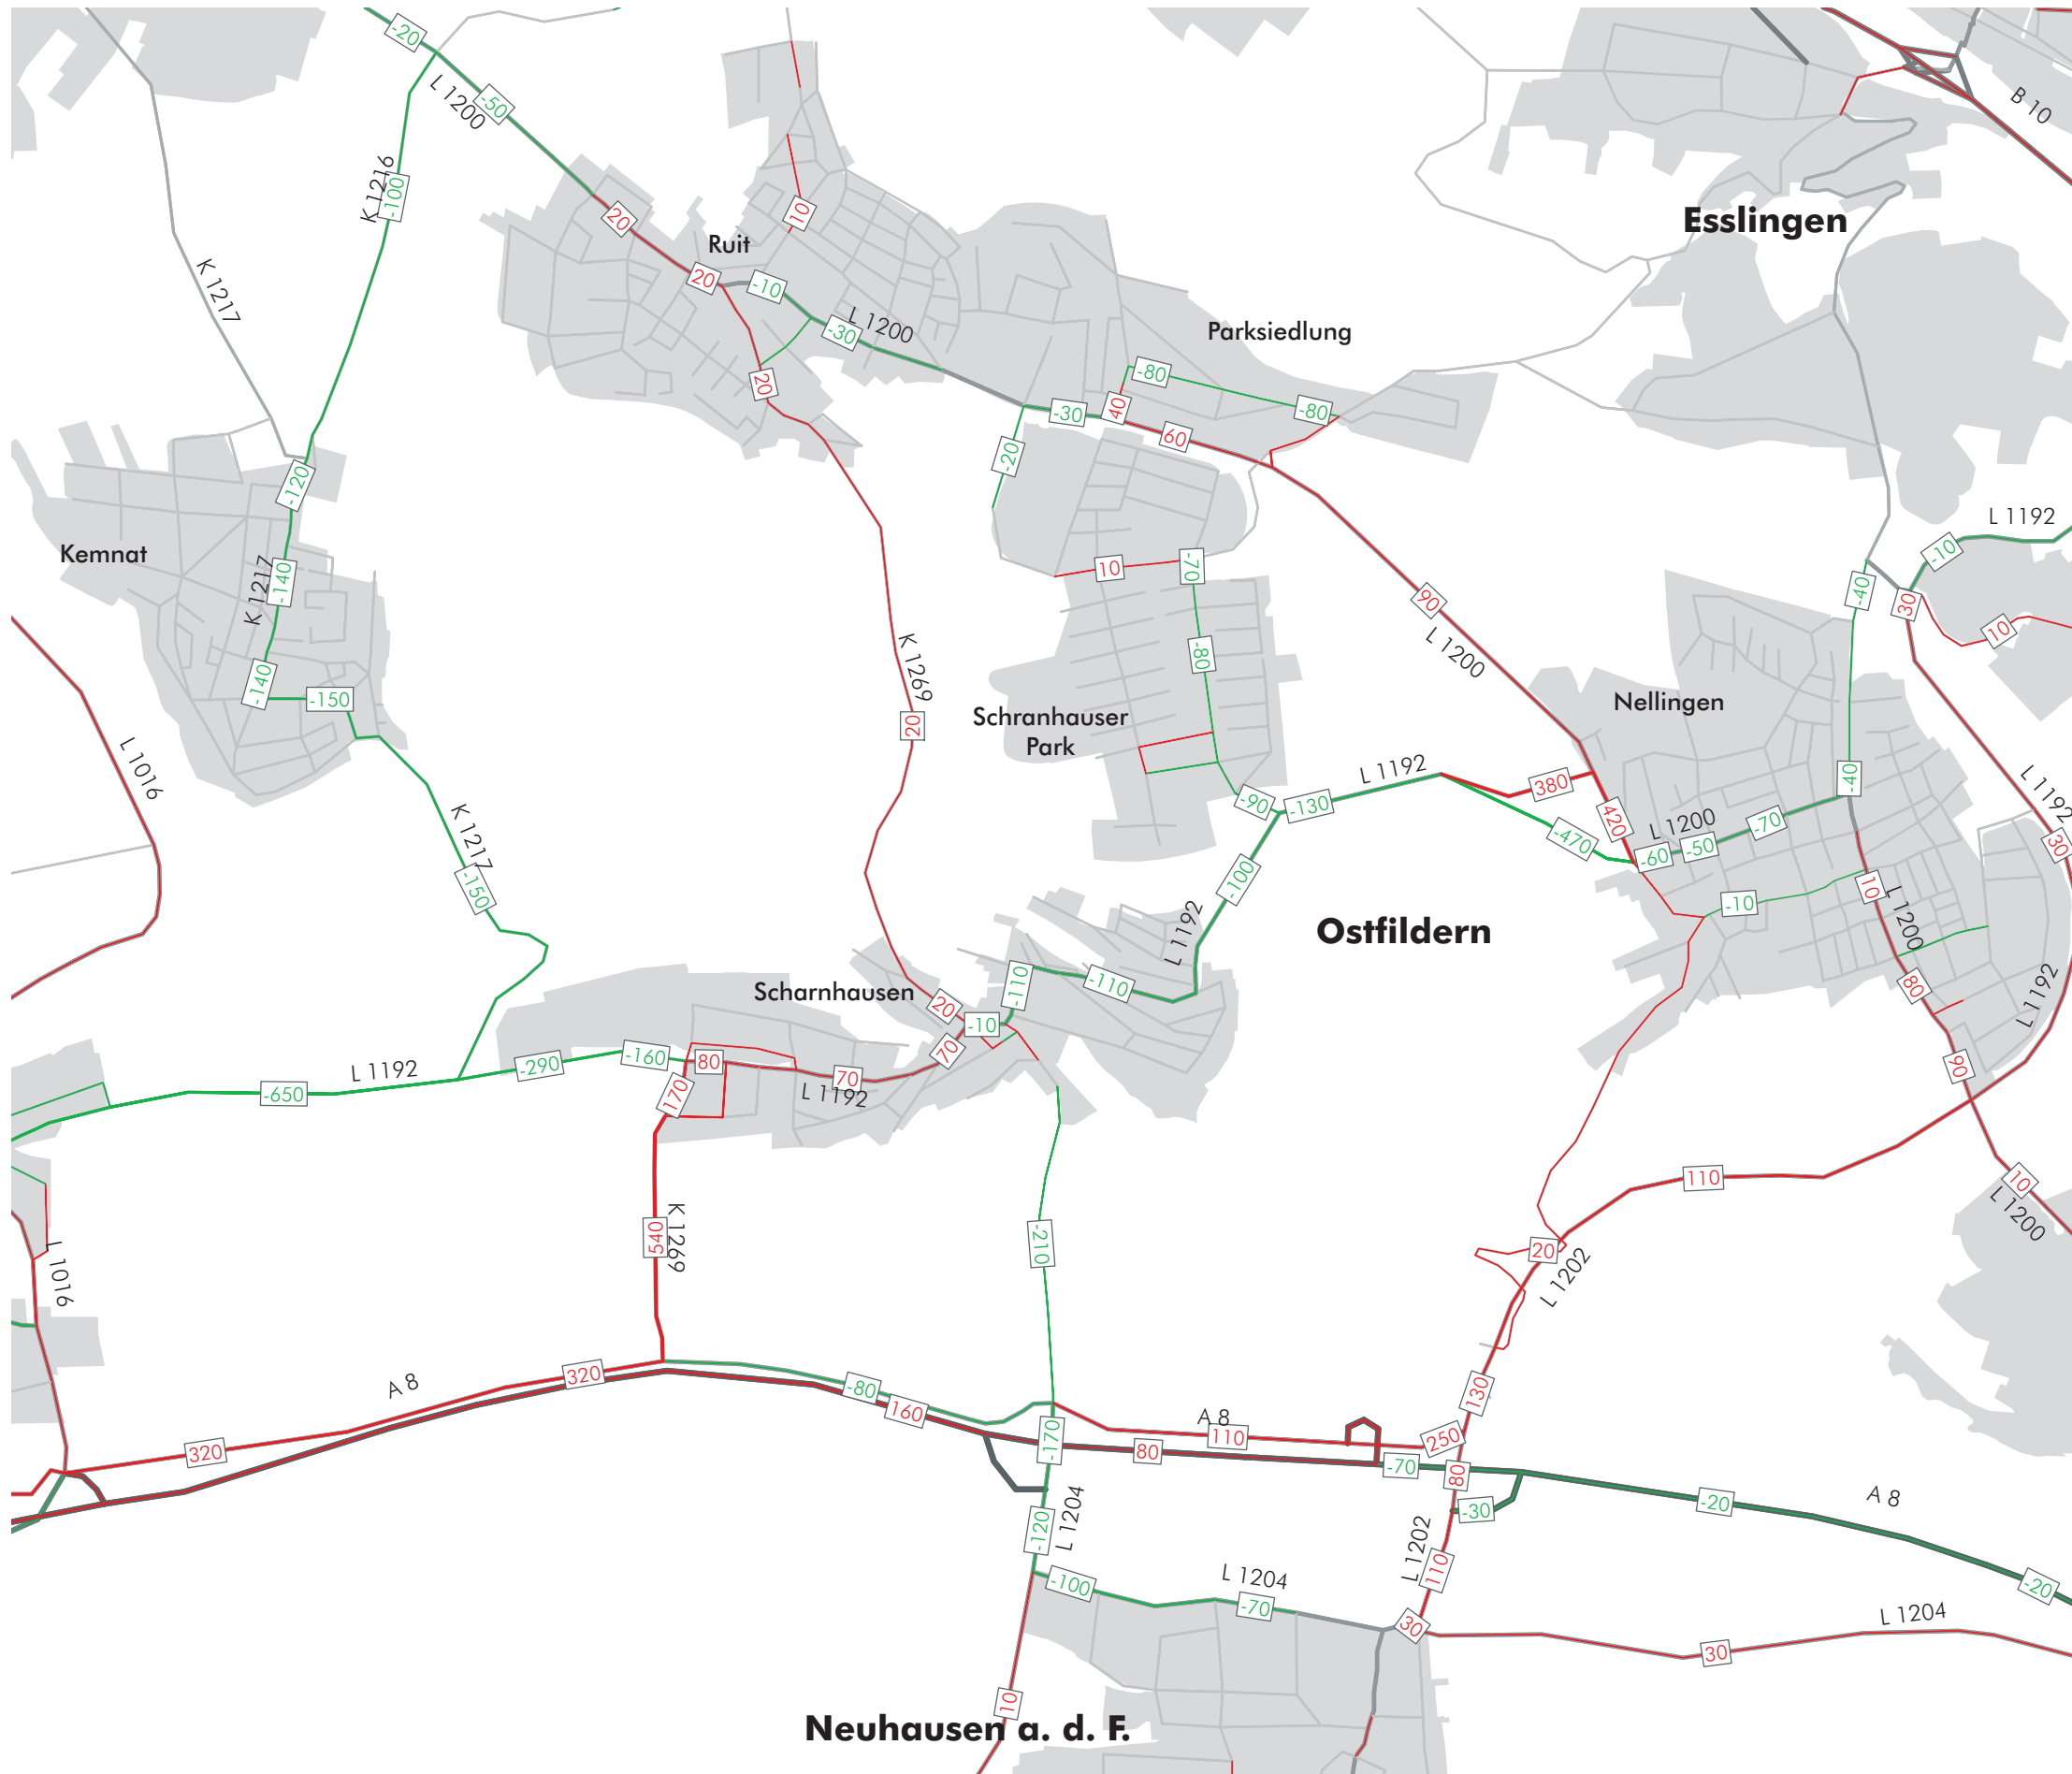 -20
L 1200
-50
B 10
K 1216
-100
20
10
Ruit
Esslingen
K 1217
20
-10
-30
L 1200
Parksiedlung
20
-80
-80
-30
40
60
-20
-120
L 1192
-10
Kemnat
K 1217
-140
10
-70
90
-40
30
10
L 1200
-80
K 1269
-140
-150
Nellingen
20
Schranhauser
Park
L 1016
L 1192
380
-40
L 1192
-90
-130
420
-470
L 1200
-60
-50
-70
30
K 1217
-150
-100
10
-10
L 1200
L 1192
Ostfildern
Scharnhausen
20
-110
-110
80
L 1192
-10
70
-650
L 1192
-290
-160
80
170
70
L 1192
90
110
10
L 1200
540
K 1269
-210
20
L 1202
L 1016
A 8
320
-80
160
130
320
-170
A 8
110
250
80
-70
80
-30
-20
A 8
-120
L 1204
L 1202
110
-100
L 1204
-70
30
-20
L 1204
30
10
Neuhausen a. d. F.